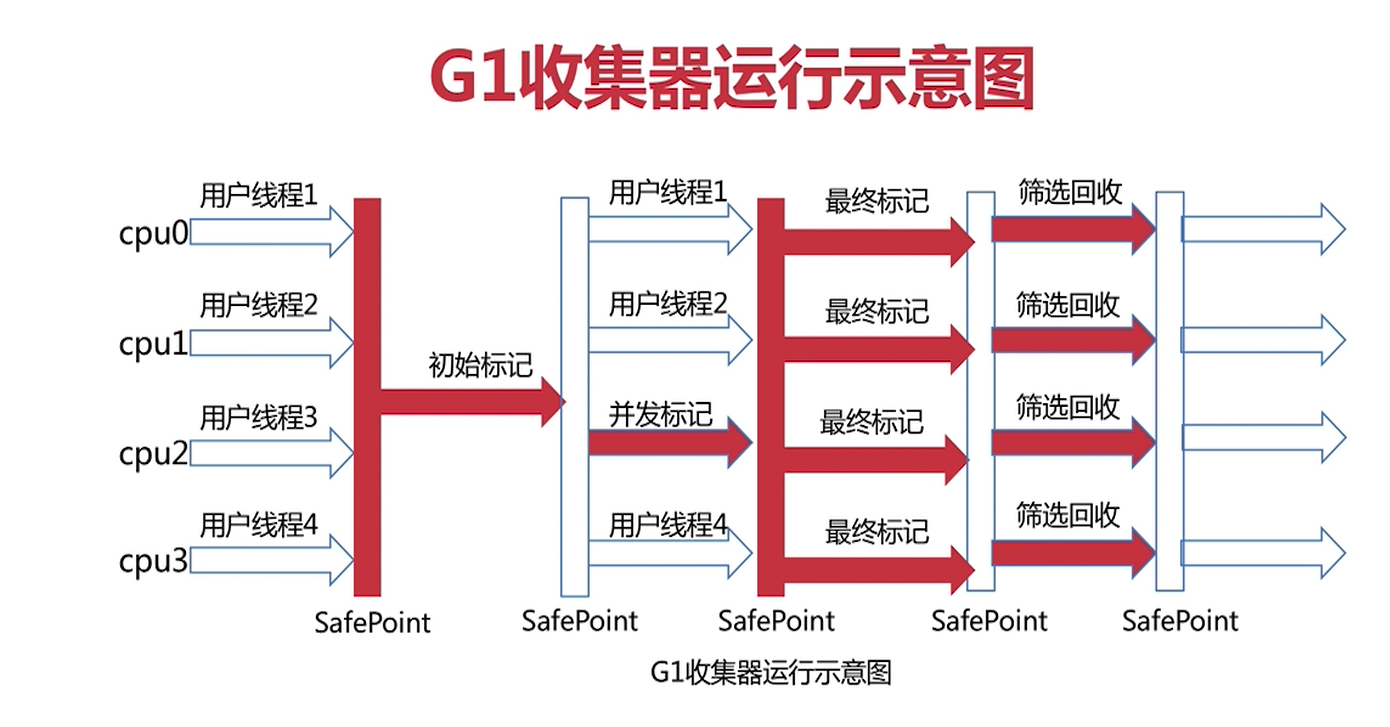 G1收集器运行示意图
用户线程1 用户线程1 最终标记 筛选回收
cpu0
用户线程2 用户线程2 最终标记 筛选回收
cpu1
初始标记
用户线程3 并发标记 最终标记 筛选回收
cpu2
用户线程4 用户线程4 最终标记 筛选回收
cpu3
SafePoint SafePoint SafePoint SafePoint SafePoint
G1收集器运行示意图